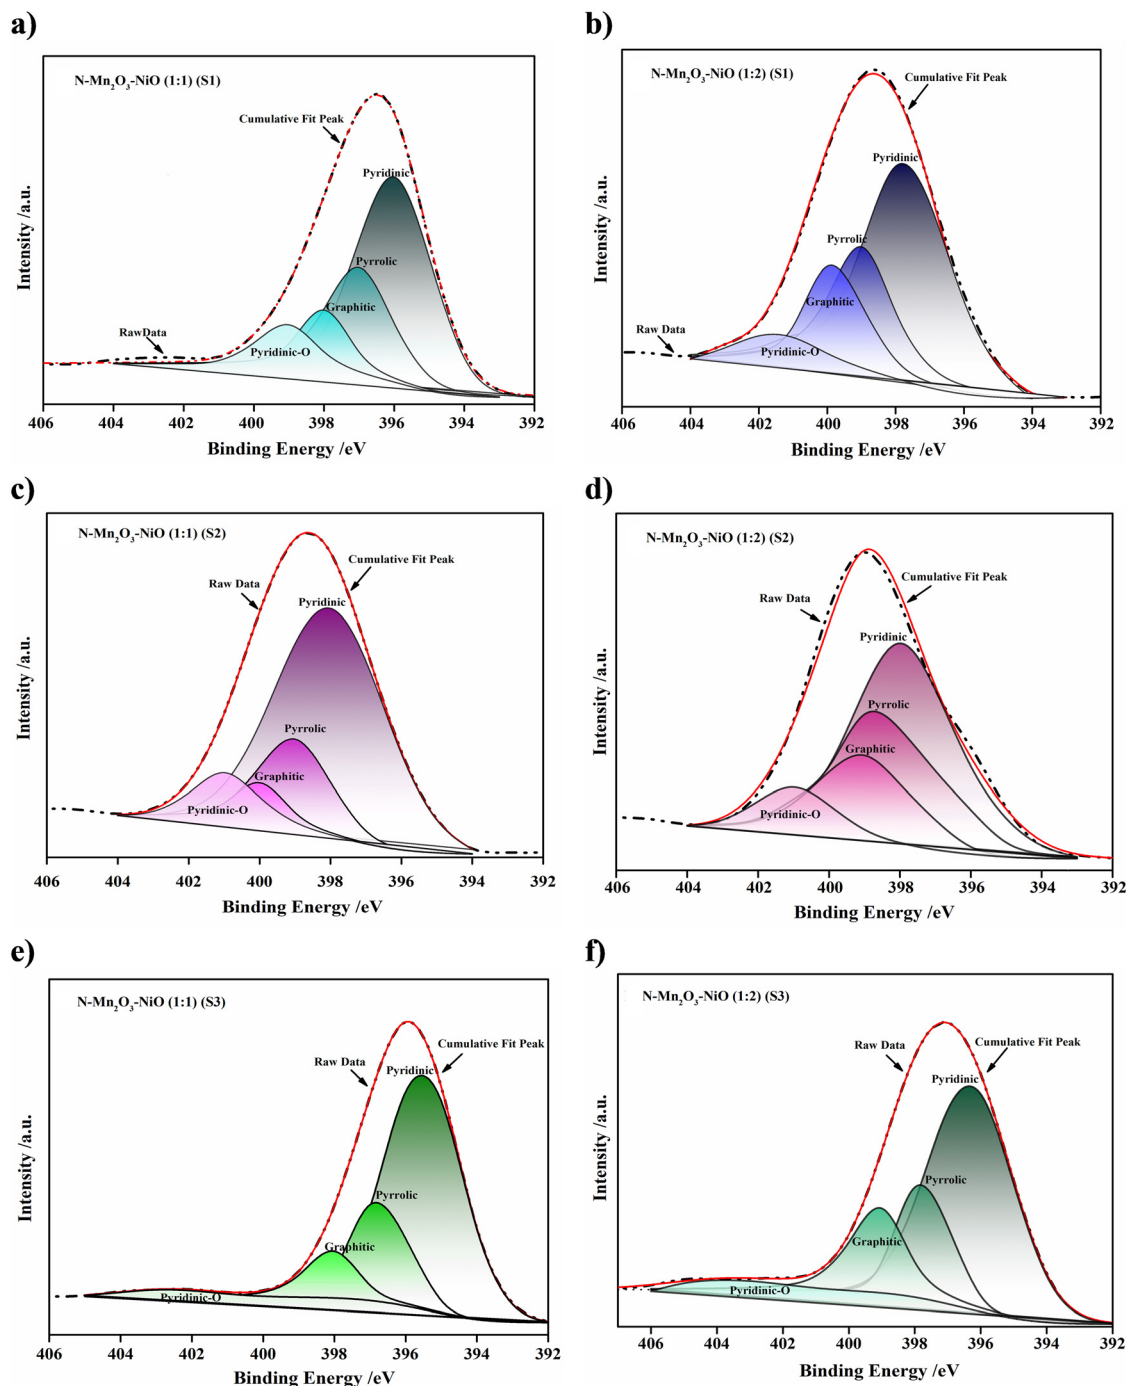 a)
N-Mn2O3-NiO (1:1) (S1)
Cumulative Fit Peak
Pyridinic
Pyrrolic
Graphitic
RawData
Pyridinic-O
Intensity /a.u.
406 404 402 400 398 396 394 392
Binding Energy /eV
b)
N-Mn2O3-NiO (1:2) (S1)
Cumulative Fit Peak
Pyridinic
Pyrrolic
Graphitic
Raw Data
Pyridinic-O
Intensity /a.u.
406 404 402 400 398 396 394 392
Binding Energy /eV
c)
N-Mn2O3-NiO (1:1) (S2)
Cumulative Fit Peak
Raw Data
Pyridinic
Pyrrolic
Graphitic
Pyridinic-O
Intensity /a.u.
406 404 402 400 398 396 394 392
Binding Energy /eV
d)
N-Mn2O3-NiO (1:2) (S2)
Cumulative Fit Peak
Raw Data
Pyridinic
Pyrrolic
Graphitic
Pyridinic-O
Intensity /a.u.
406 404 402 400 398 396 394 392
Binding Energy /eV
e)
N-Mn2O3-NiO (1:1) (S3)
Cumulative Fit Peak
Raw Data
Pyridinic
Pyrrolic
Graphitic
Pyridinic-O
Intensity /a.u.
406 404 402 400 398 396 394 392
Binding Energy /eV
f)
N-Mn2O3-NiO (1:2) (S3)
Cumulative Fit Peak
Raw Data
Pyridinic
Pyrrolic
Graphitic
Pyridinic-O
Intensity /a.u.
406 404 402 400 398 396 394 392
Binding Energy /eV